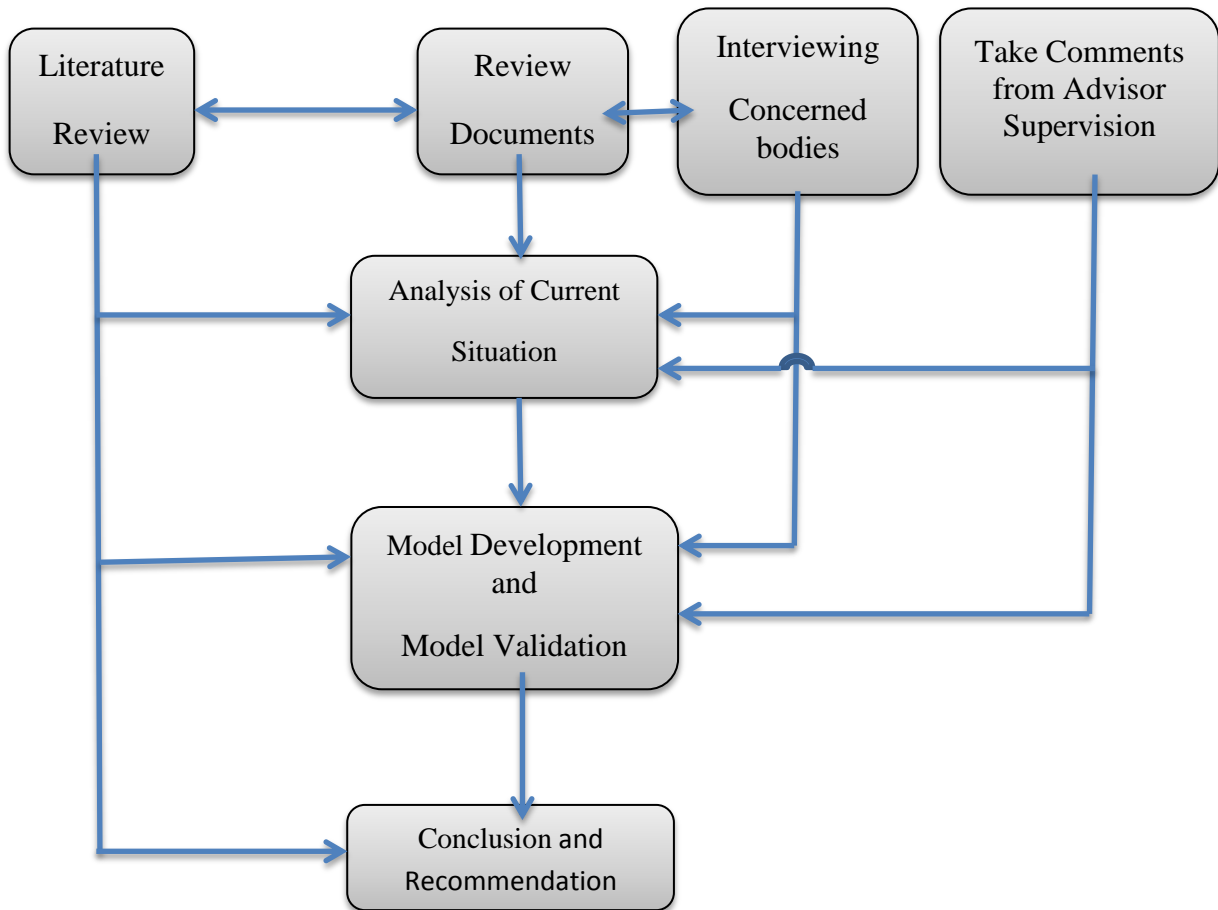 Literature
Review
Review
Documents
Interviewing
Concerned
bodies
Take Comments
from Advisor
Supervision
Analysis of Current
Situation
Model Development
and
Model Validation
Conclusion and
Recommendation